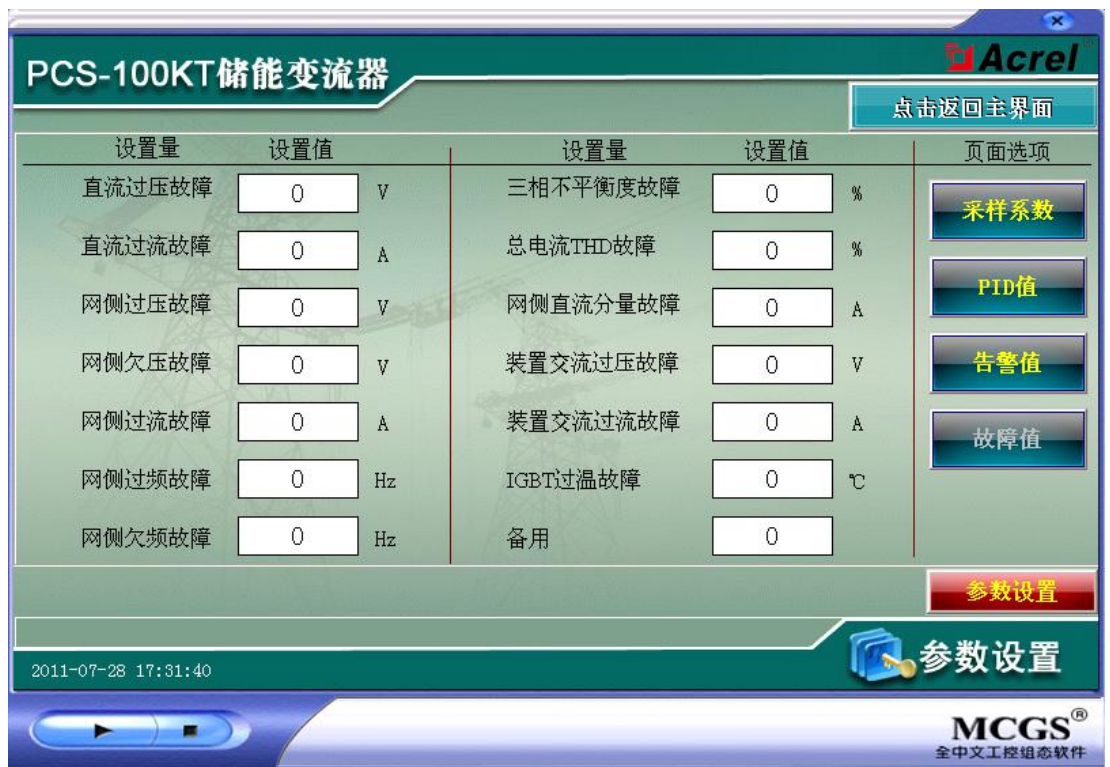 Acrel®
PCS-100KT储能变流器
点击返回主界面
设置量 设置值 设置量 设置值 页面选项
直流过压故障 0 V 三相不平衡度故障 0 % 采样系数
直流过流故障 0 A 总电流THD故障 0 %
网侧过压故障 0 V 网侧直流分量故障 0 A PID值
网侧欠压故障 0 V 装置交流过压故障 0 V 告警值
网侧过流故障 0 A 装置交流过流故障 0 A 故障值
网侧过频故障 0 Hz IGBT过温故障 0 ℃
网侧欠频故障 0 Hz 备用 0
参数设置
参数设置
2011-07-28 17:31:40
MCGS®
全中文工控组态软件